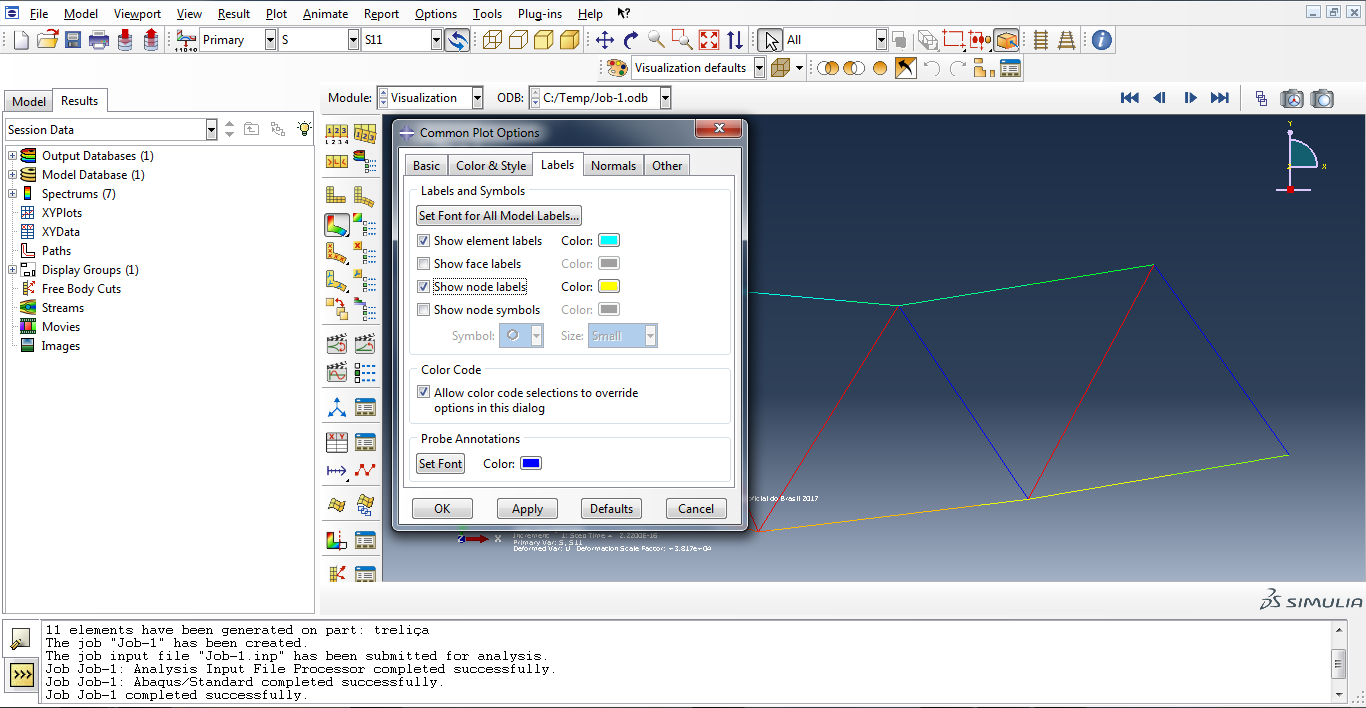 File Model Viewport View Result Plot Animate Report Options Tools Plug-ins Help
Primary S S11 All
Visualization defaults
Model Results Module: Visualization ODB: C:/Temp/Job-1.odb
Session Data
Output Databases (1)
Model Database (1)
Spectrums (7)
XYPlots
XYData
Paths
Display Groups (1)
Free Body Cuts
Streams
Movies
Images
Common Plot Options
Basic Color & Style Labels Normals Other
Labels and Symbols
Set Font for All Model Labels...
Show element labels Color:
Show face labels Color:
Show node labels Color:
Show node symbols Color:
Symbol: Size: Small
Color Code
Allow color code selections to override
options in this dialog
Probe Annotations
Set Font Color:
OK Apply Defaults Cancel
Y
X
do Brasil 2017
Z X
Increment 1: Step Time = 2.2200E-16
Primary Var: S, S11
Deformed Var: U Deformation Scale Factor: +3.817e+04
SIMULIA
11 elements have been generated on part: treliça
The job "Job-1" has been created.
The job input file "Job-1.inp" has been submitted for analysis.
Job Job-1: Analysis Input File Processor completed successfully.
Job Job-1: Abaqus/Standard completed successfully.
Job Job-1 completed successfully.